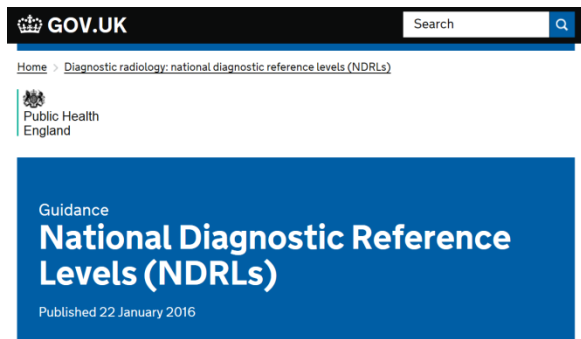 GOV.UK
Search
Home > Diagnostic radiology: national diagnostic reference levels (NDRLs)
Public Health
England
Guidance
National Diagnostic Reference
Levels (NDRLs)
Published 22 January 2016